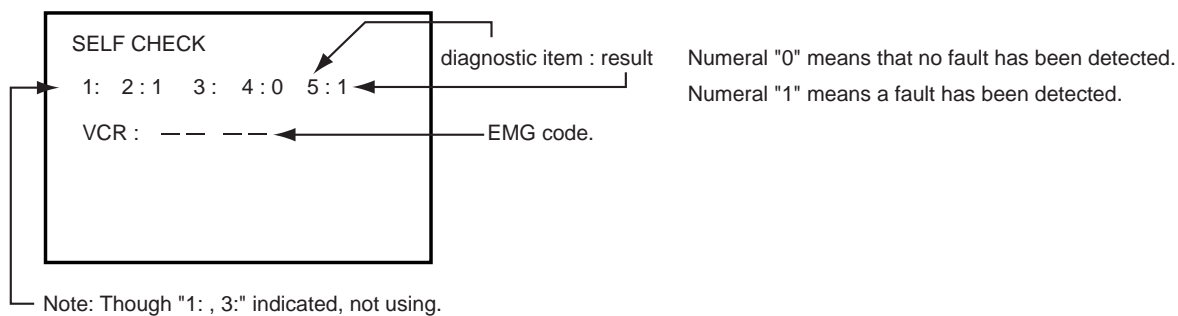 SELF CHECK
1: 2 : 1 3 : 4 : 0 5 : 1
VCR : –– ––
diagnostic item : result
EMG code.
Numeral "0" means that no fault has been detected.
Numeral "1" means a fault has been detected.
Note: Though "1: , 3:" indicated, not using.